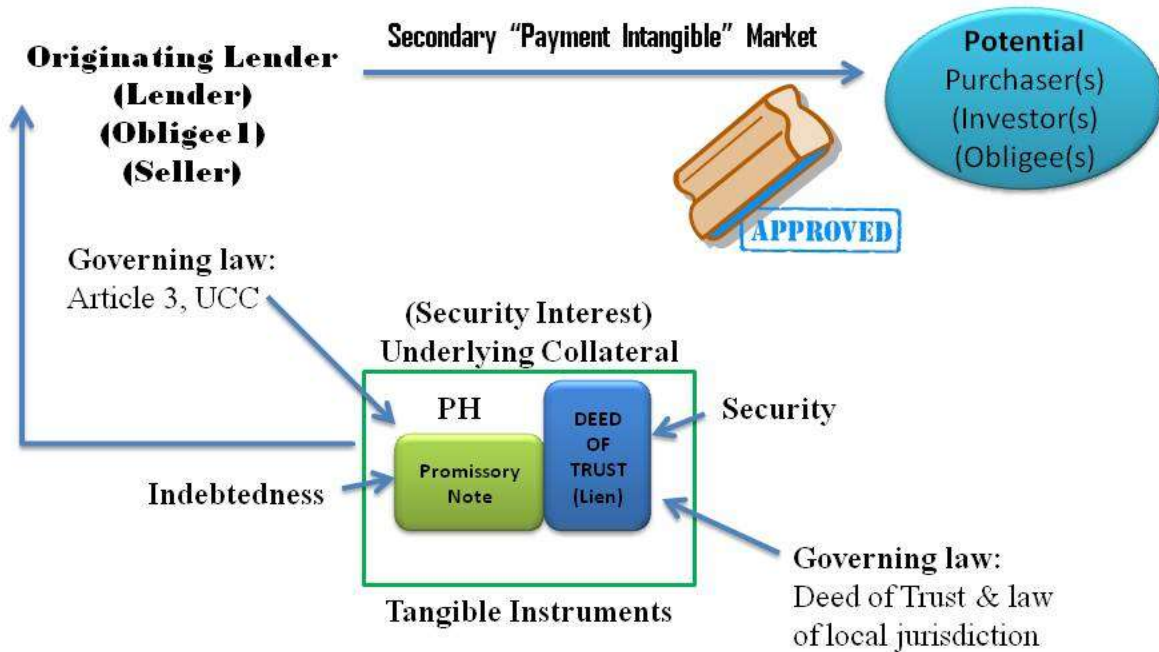 Secondary “Payment Intangible” Market
Originating Lender
(Lender)
(Obligee1)
(Seller)
Potential
Purchaser(s)
(Investor(s)
(Obligee(s)
APPROVED
Governing law:
Article 3, UCC
(Security Interest)
Underlying Collateral
PH
DEED
OF
TRUST
(Lien)
Security
Promissory
Note
Indebtedness
Tangible Instruments
Governing law:
Deed of Trust & law
of local jurisdiction